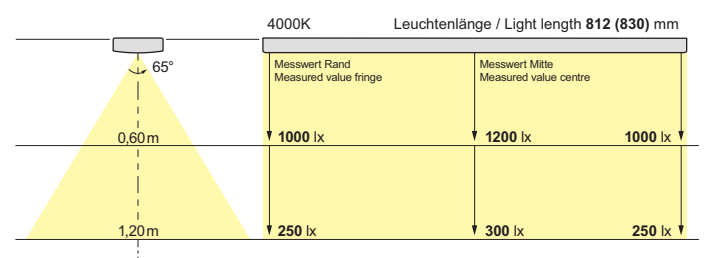 4000K Leuchtenlänge / Light length 812 (830) mm
Messwert Rand
Measured value fringe
Messwert Mitte
Measured value centre
65°
0,60 m 1000 lx 1200 lx 1000 lx
1,20 m 250 lx 300 lx 250 lx